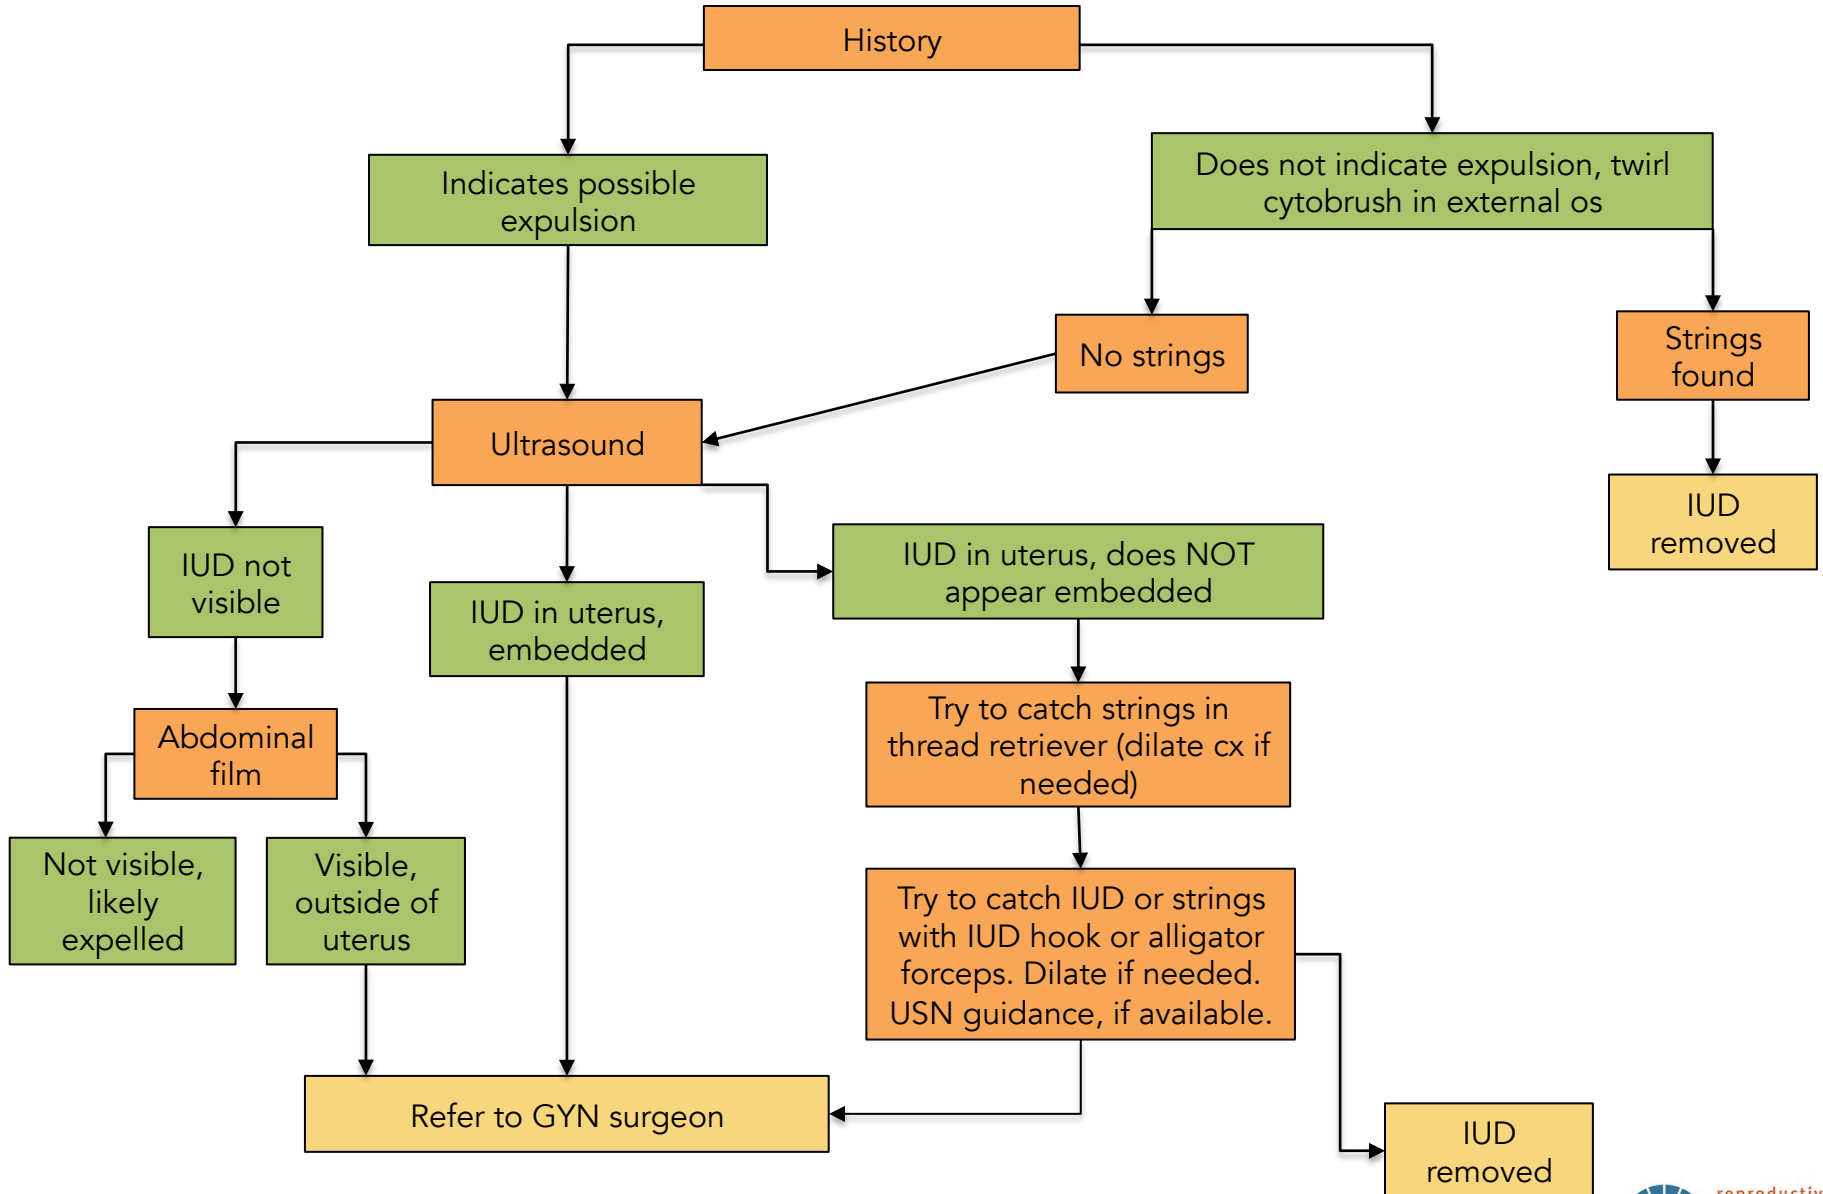 History
Indicates possible
expulsion
Does not indicate expulsion, twirl
cytobrush in external os
No strings
Strings
found
Ultrasound
IUD
removed
IUD not
visible
IUD in uterus,
embedded
IUD in uterus, does NOT
appear embedded
Abdominal
film
Try to catch strings in
thread retriever (dilate cx if
needed)
Not visible,
likely
expelled
Visible,
outside of
uterus
Try to catch IUD or strings
with IUD hook or alligator
forceps. Dilate if needed.
USN guidance, if available.
Refer to GYN surgeon
IUD
removed